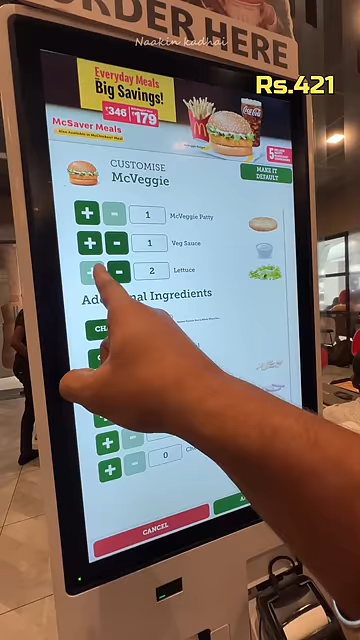 ORDER HERE
Naakin kadhai
Rs.421
Everyday Meals
Big Savings!
₹346
₹179
McSaver Meals
CUSTOMISE
McVeggie
MAKE IT
DEFAULT
+ - 1 McVeggie Patty
+ - 1 Veg Sauce
- 2 Lettuce
Ingredients
+ 0
CANCEL